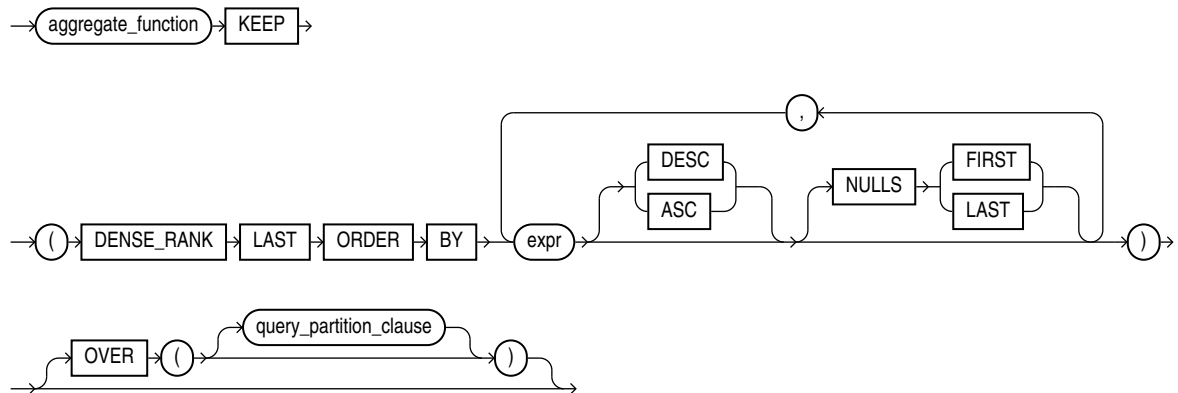 aggregate_function KEEP
,
DESC FIRST
NULLS
ASC LAST
( DENSE_RANK LAST ORDER BY expr )
query_partition_clause
OVER ( )